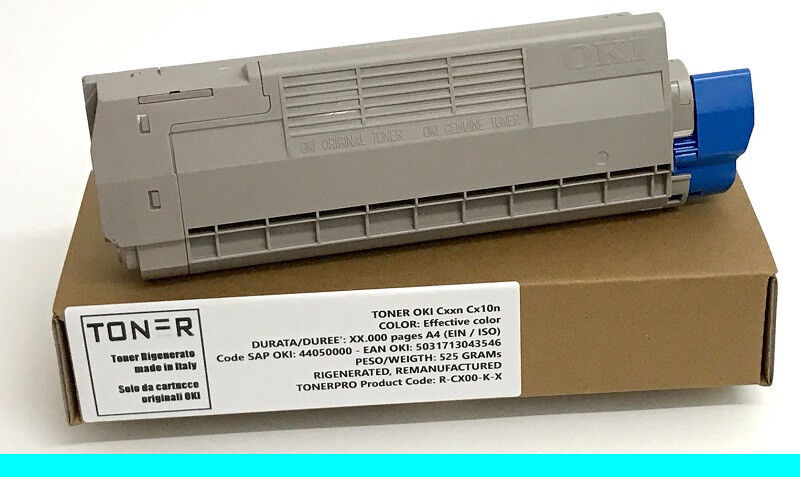 OKI
OKI ORIGINAL TONER OKI GENUINE TONER
TONER
Toner Rigenerato
made in Italy
Solo da cartucce
originali OKI
TONER OKI Cxxn Cx10n
COLOR: Effective color
DURATA/DUREE': XX.000 pages A4 (EIN / ISO)
Code SAP OKI: 44050000 - EAN OKI: 5031713043546
PESO/WEIGTH: 525 GRAMs
RIGENERATED, REMANUFACTURED
TONERPRO Product Code: R-CX00-K-X